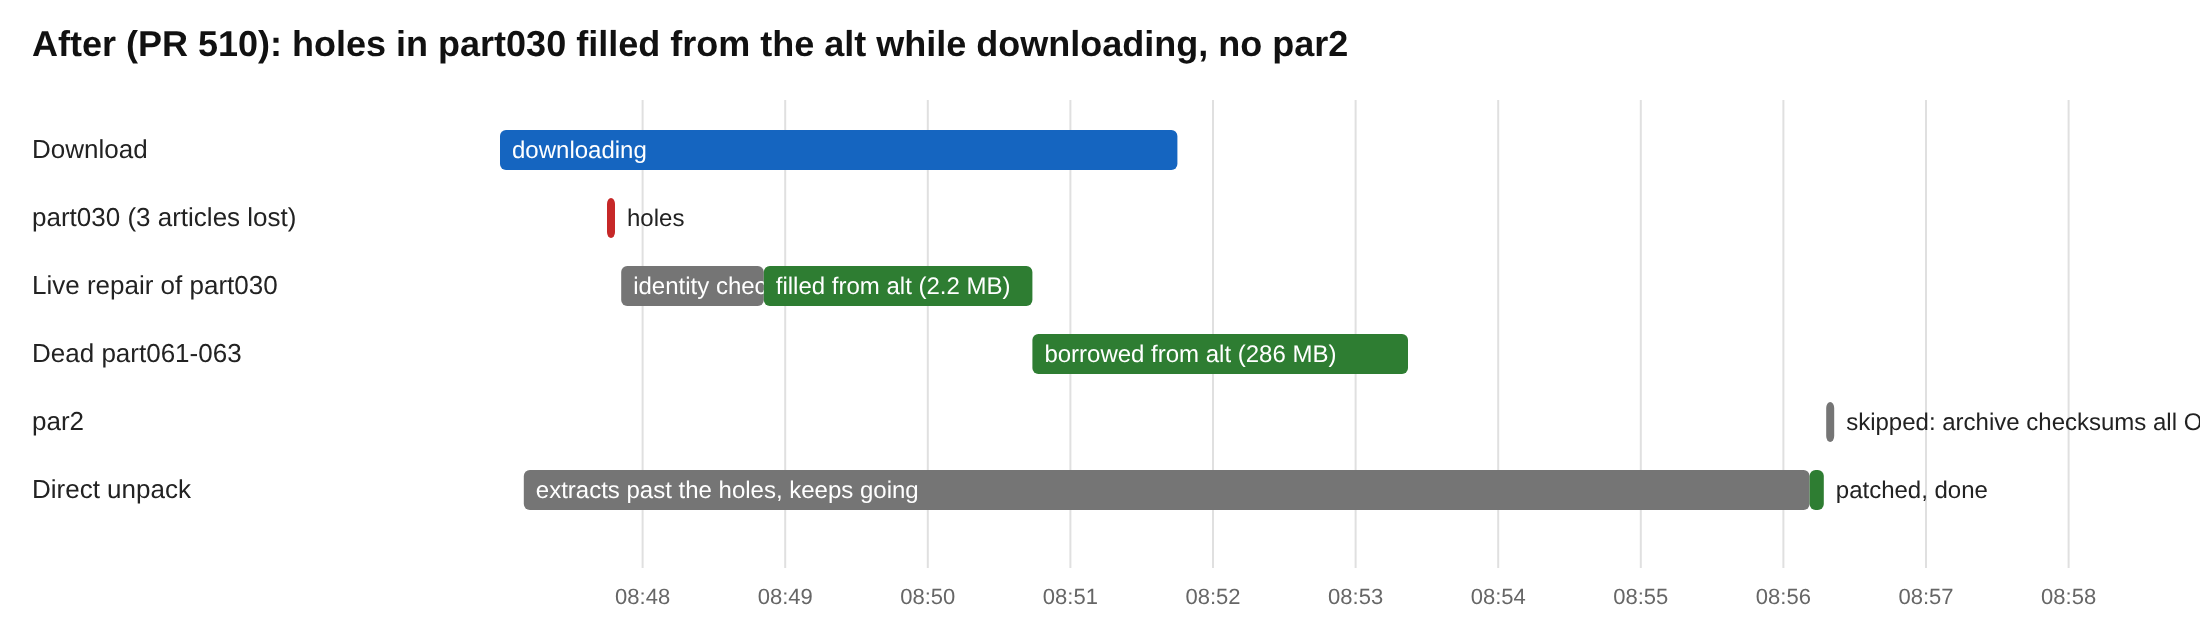 After (PR 510): holes in part030 filled from the alt while downloading, no par2
Download
downloading
part030 (3 articles lost)
holes
Live repair of part030
identity chec
filled from alt (2.2 MB)
Dead part061-063
borrowed from alt (286 MB)
par2
skipped: archive checksums all O
Direct unpack
extracts past the holes, keeps going
patched, done
08:48 08:49 08:50 08:51 08:52 08:53 08:54 08:55 08:56 08:57 08:58